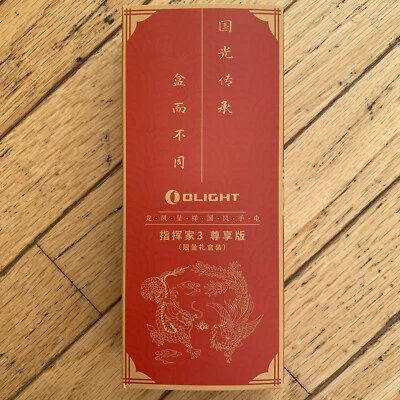 国光传承
盒而不同
OLIGHT
龙凤呈祥国风手电
指挥家3 尊享版
(限量礼盒装)